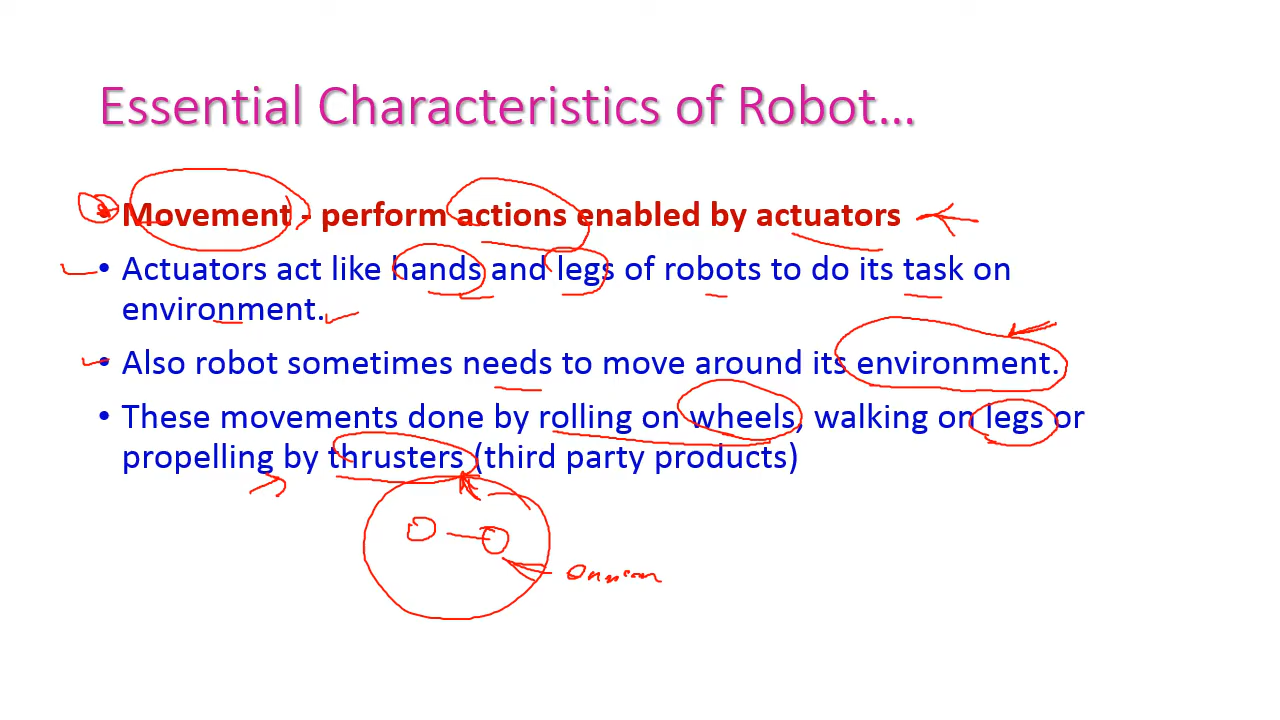 Essential Characteristics of Robot...
• Movement - perform actions enabled by actuators
• Actuators act like hands and legs of robots to do its task on
environment.
• Also robot sometimes needs to move around its environment.
• These movements done by rolling on wheels, walking on legs or
propelling by thrusters (third party products)